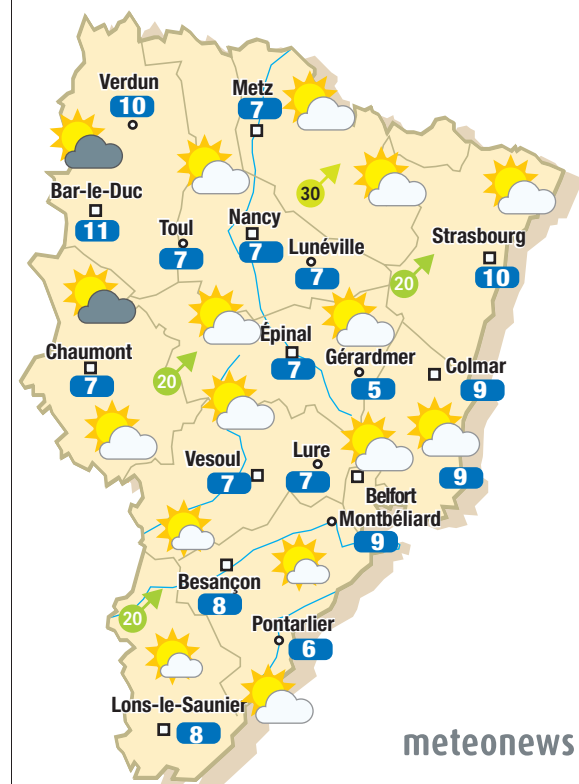 Verdun
10
Metz
7
Bar-le-Duc
11
30
Toul
7
Nancy
7
Lunéville
7
Strasbourg
10
20
Chaumont
7
20
Épinal
7
Gérardmer
5
Colmar
9
Vesoul
7
Lure
7
9
Belfort
Montbéliard
9
Besançon
8
20
Pontarlier
6
Lons-le-Saunier
8
meteonews